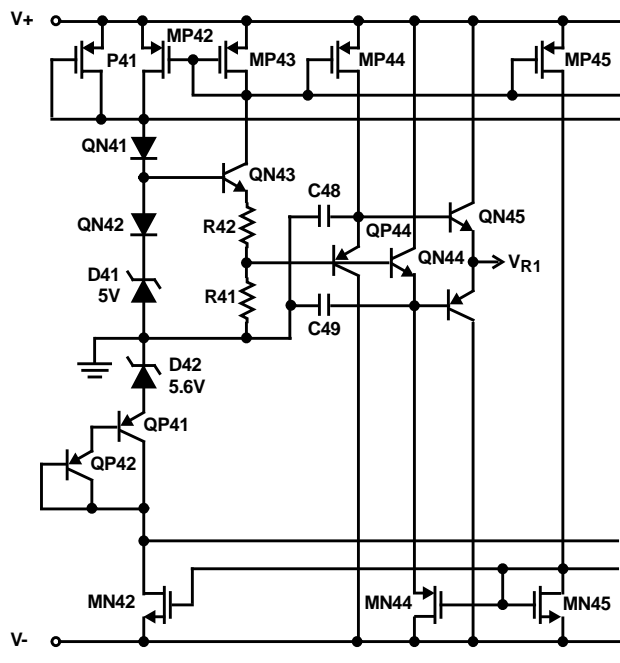 V+
P41
MP42
MP43
MP44
MP45
QN41
QN43
C48
QP44
QN45
QN42
R42
QN44
VR1
D41
5V
R41
C49
D42
5.6V
QP41
QP42
MN42
MN44
MN45
V-